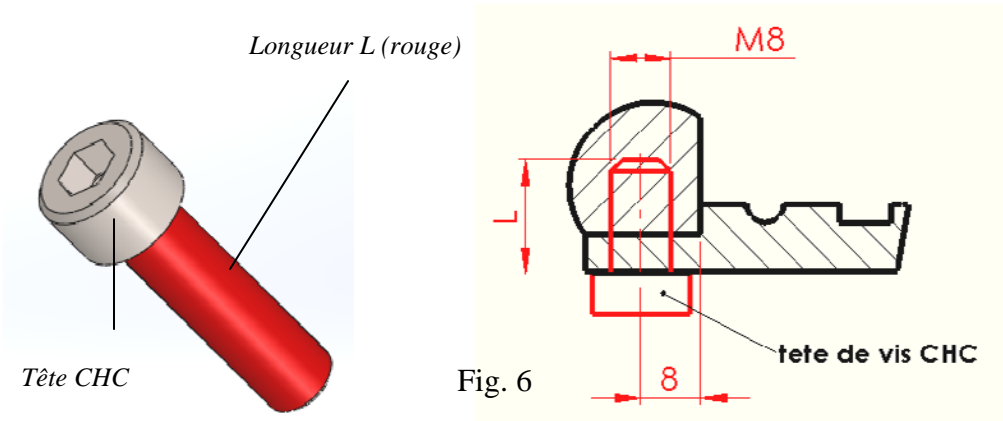 Longueur L (rouge)
M8
L
tete de vis CHC
Tête CHC
Fig. 6
8